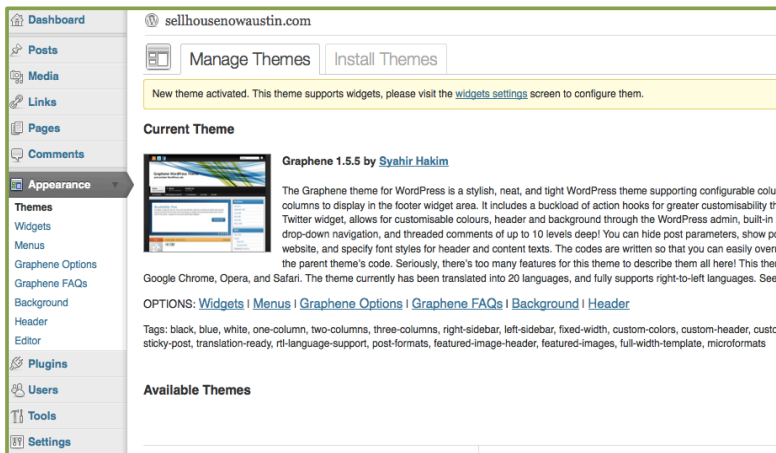 sellhousenowaustin.com
Dashboard
Posts
Media
Links
Pages
Comments
Appearance
Themes
Widgets
Menus
Graphene Options
Graphene FAQs
Background
Header
Editor
Plugins
Users
Tools
Settings
Manage Themes
Install Themes
New theme activated. This theme supports widgets, please visit the widgets settings screen to configure them.
Current Theme
Graphene 1.5.5 by Syahir Hakim
The Graphene theme for WordPress is a stylish, neat, and tight WordPress theme supporting configurable colu
columns to display in the footer widget area. It includes a buckload of action hooks for greater customisability th
Twitter widget, allows for customisable colours, header and background through the WordPress admin, built-in
drop-down navigation, and threaded comments of up to 10 levels deep! You can hide post parameters, show po
website, and specify font styles for header and content texts. The codes are written so that you can easily over
the parent theme's code. Seriously, there's too many features for this theme to describe them all here! This ther
Google Chrome, Opera, and Safari. The theme currently has been translated into 20 languages, and fully supports right-to-left languages. See
OPTIONS: Widgets | Menus | Graphene Options | Graphene FAQs | Background | Header
Tags: black, blue, white, one-column, two-columns, three-columns, right-sidebar, left-sidebar, fixed-width, custom-colors, custom-header, custo
sticky-post, translation-ready, rtl-language-support, post-formats, featured-image-header, featured-images, full-width-template, microformats
Available Themes